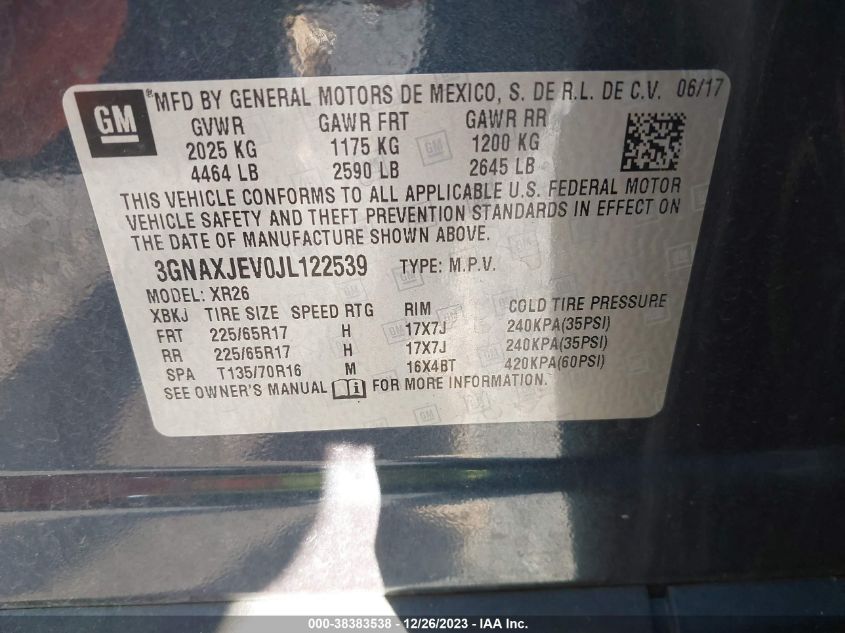 GM
® MFD BY GENERAL MOTORS DE MEXICO, S. DE R.L. DE C.V. 06/17
GVWR GAWR FRT GAWR RR
2025 KG 1175 KG 1200 KG
4464 LB 2590 LB 2645 LB
THIS VEHICLE CONFORMS TO ALL APPLICABLE U.S. FEDERAL MOTOR
VEHICLE SAFETY AND THEFT PREVENTION STANDARDS IN EFFECT ON
THE DATE OF MANUFACTURE SHOWN ABOVE.
3GNAXJEV0JL122539 TYPE: M.P.V.
MODEL: XR26
XBKJ TIRE SIZE SPEED RTG RIM COLD TIRE PRESSURE
FRT 225/65R17 H 17X7J 240KPA(35PSI)
RR 225/65R17 H 17X7J 240KPA(35PSI)
SPA T135/70R16 M 16X4BT 420KPA(60PSI)
SEE OWNER'S MANUAL FOR MORE INFORMATION.
000-38383538 - 12/26/2023 - IAA Inc.